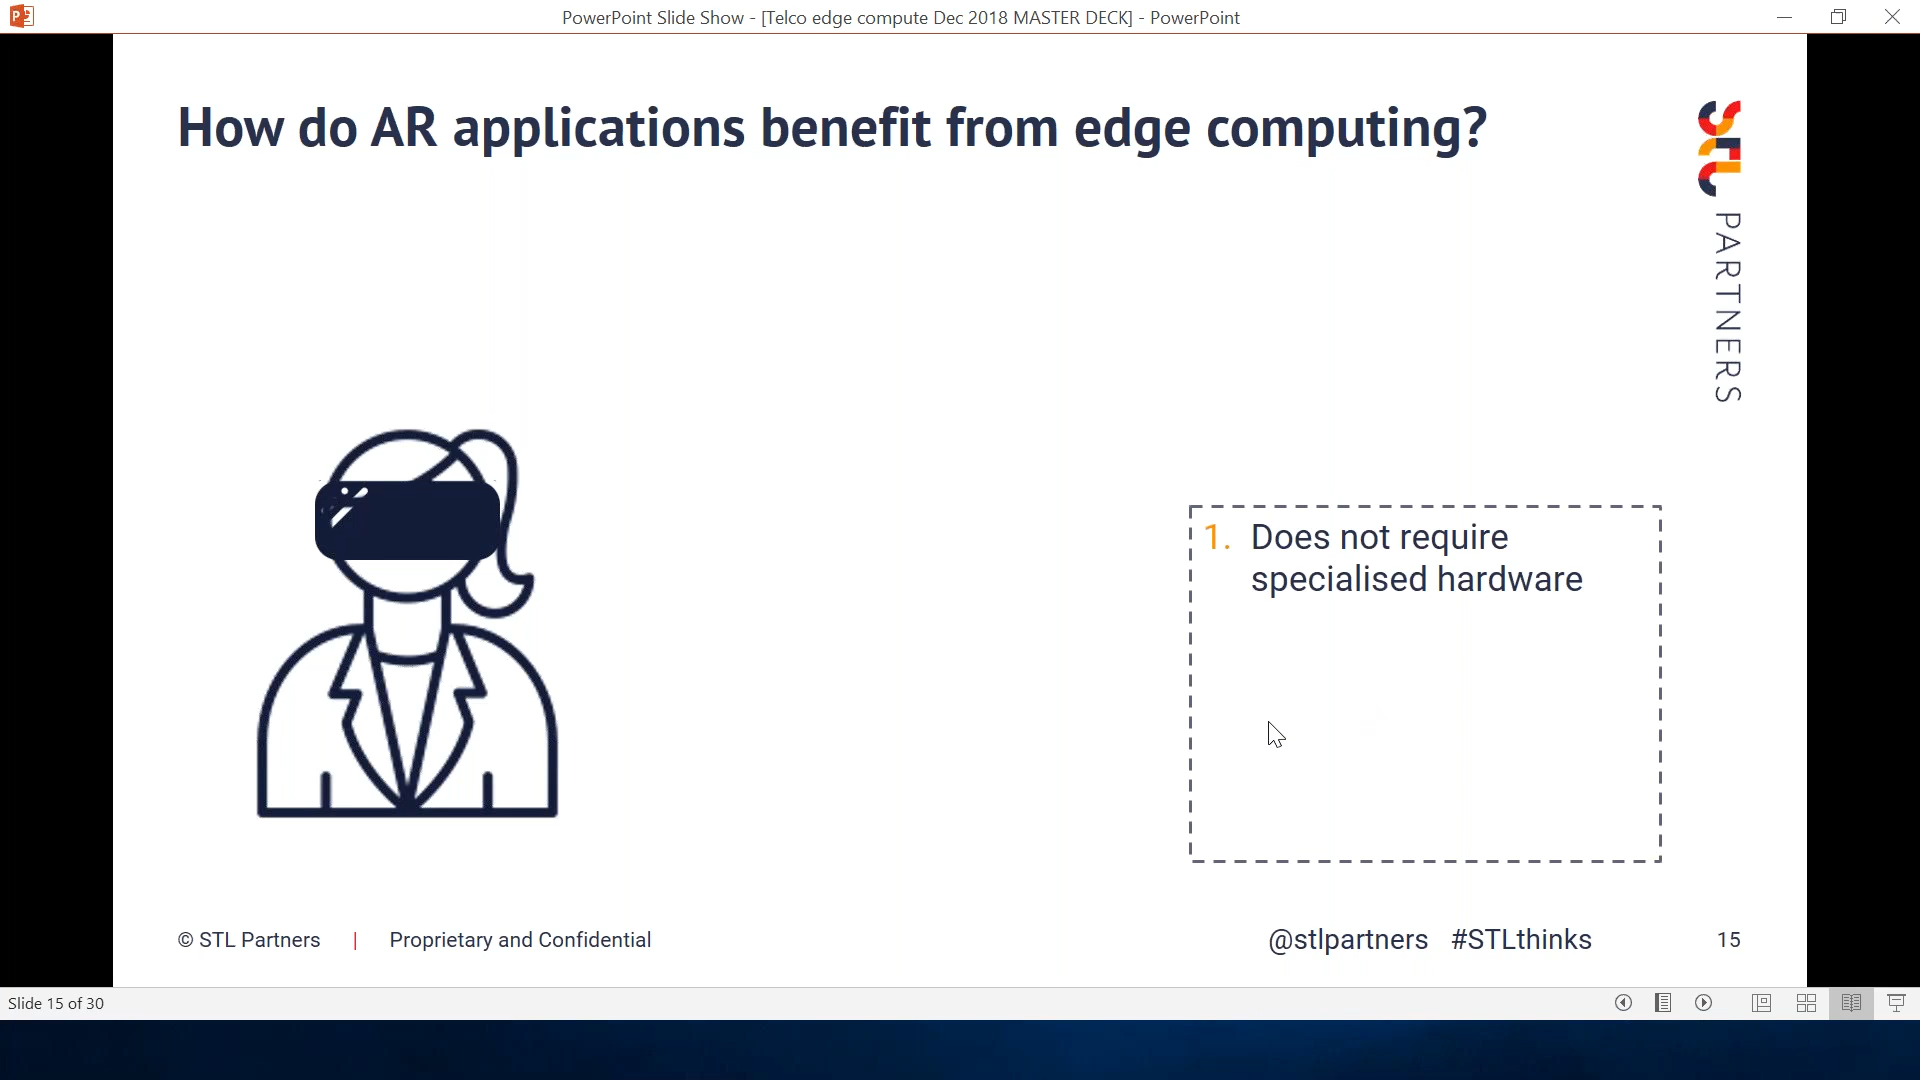 PowerPoint Slide Show - [Telco edge compute Dec 2018 MASTER DECK] - PowerPoint
How do AR applications benefit from edge computing?
STL
PARTNERS
1. Does not require
specialised hardware
© STL Partners | Proprietary and Confidential
@stlpartners #STLthinks
15
Slide 15 of 30